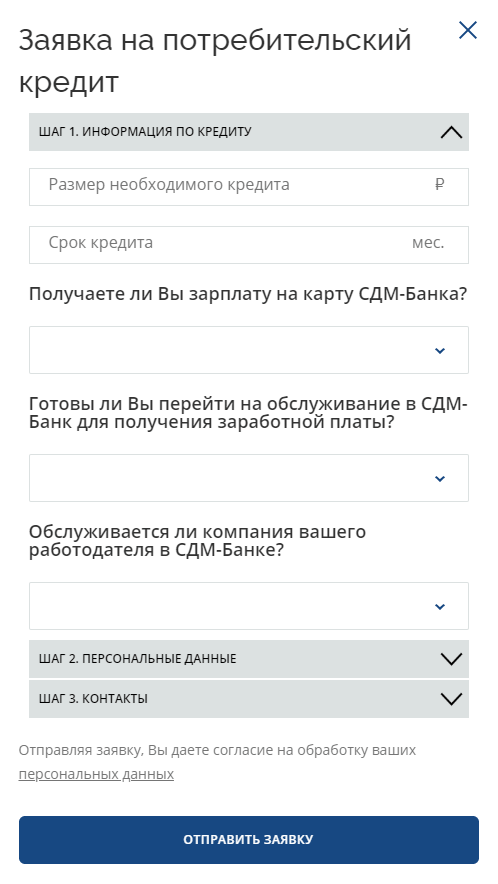 Заявка на потребительский
кредит
ШАГ 1. ИНФОРМАЦИЯ ПО КРЕДИТУ
Размер необходимого кредита ₽
Срок кредита мес.
Получаете ли Вы зарплату на карту СДМ-Банка?
Готовы ли Вы перейти на обслуживание в СДМ-
Банк для получения заработной платы?
Обслуживается ли компания вашего
работодателя в СДМ-Банке?
ШАГ 2. ПЕРСОНАЛЬНЫЕ ДАННЫЕ
ШАГ 3. КОНТАКТЫ
Отправляя заявку, Вы даете согласие на обработку ваших
персональных данных
ОТПРАВИТЬ ЗАЯВКУ